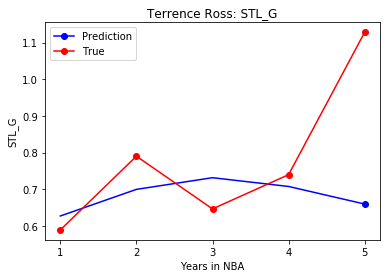 Terrence Ross: STL_G
Prediction
True
STL_G
1.1
1.0
0.9
0.8
0.7
0.6
1 2 3 4 5
Years in NBA